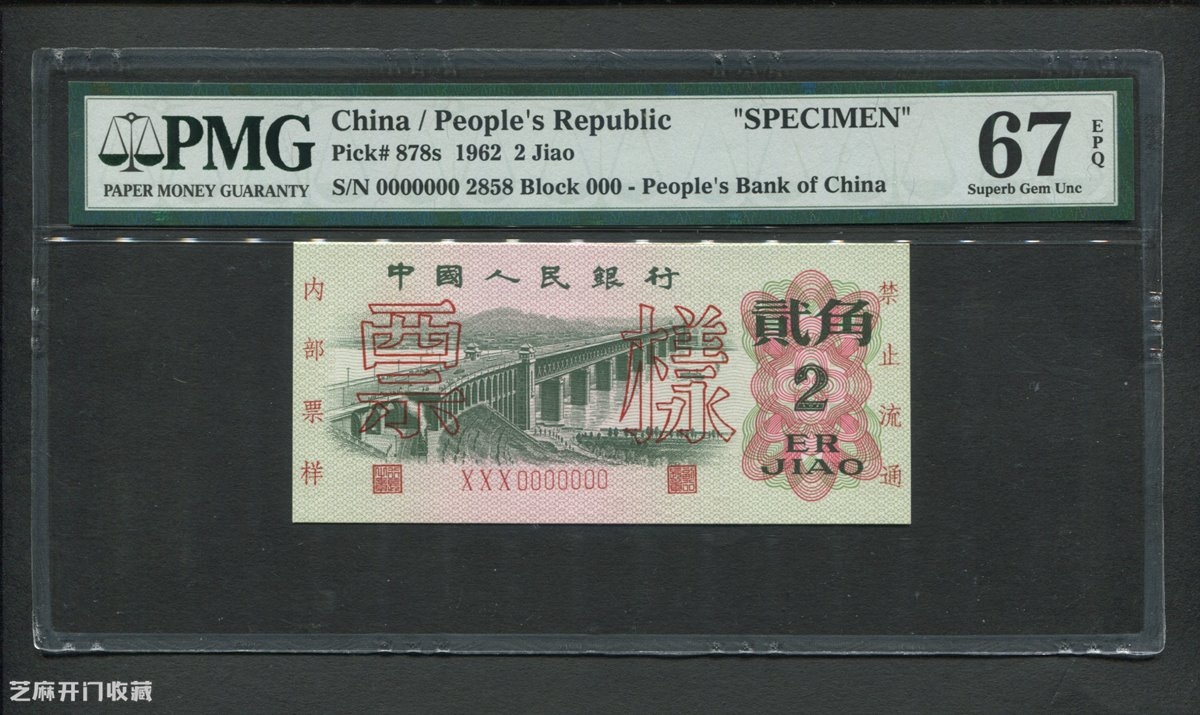 PMG
PAPER MONEY GUARANTY
China / People's Republic "SPECIMEN"
Pick# 878s 1962 2 Jiao
S/N 0000000 2858 Block 000 - People's Bank of China
67
EPQ
Superb Gem Unc
中國人民銀行
内部票样
票樣
貳角
2
ER
JIAO
禁止流通
XXX0000000
芝麻开门收藏